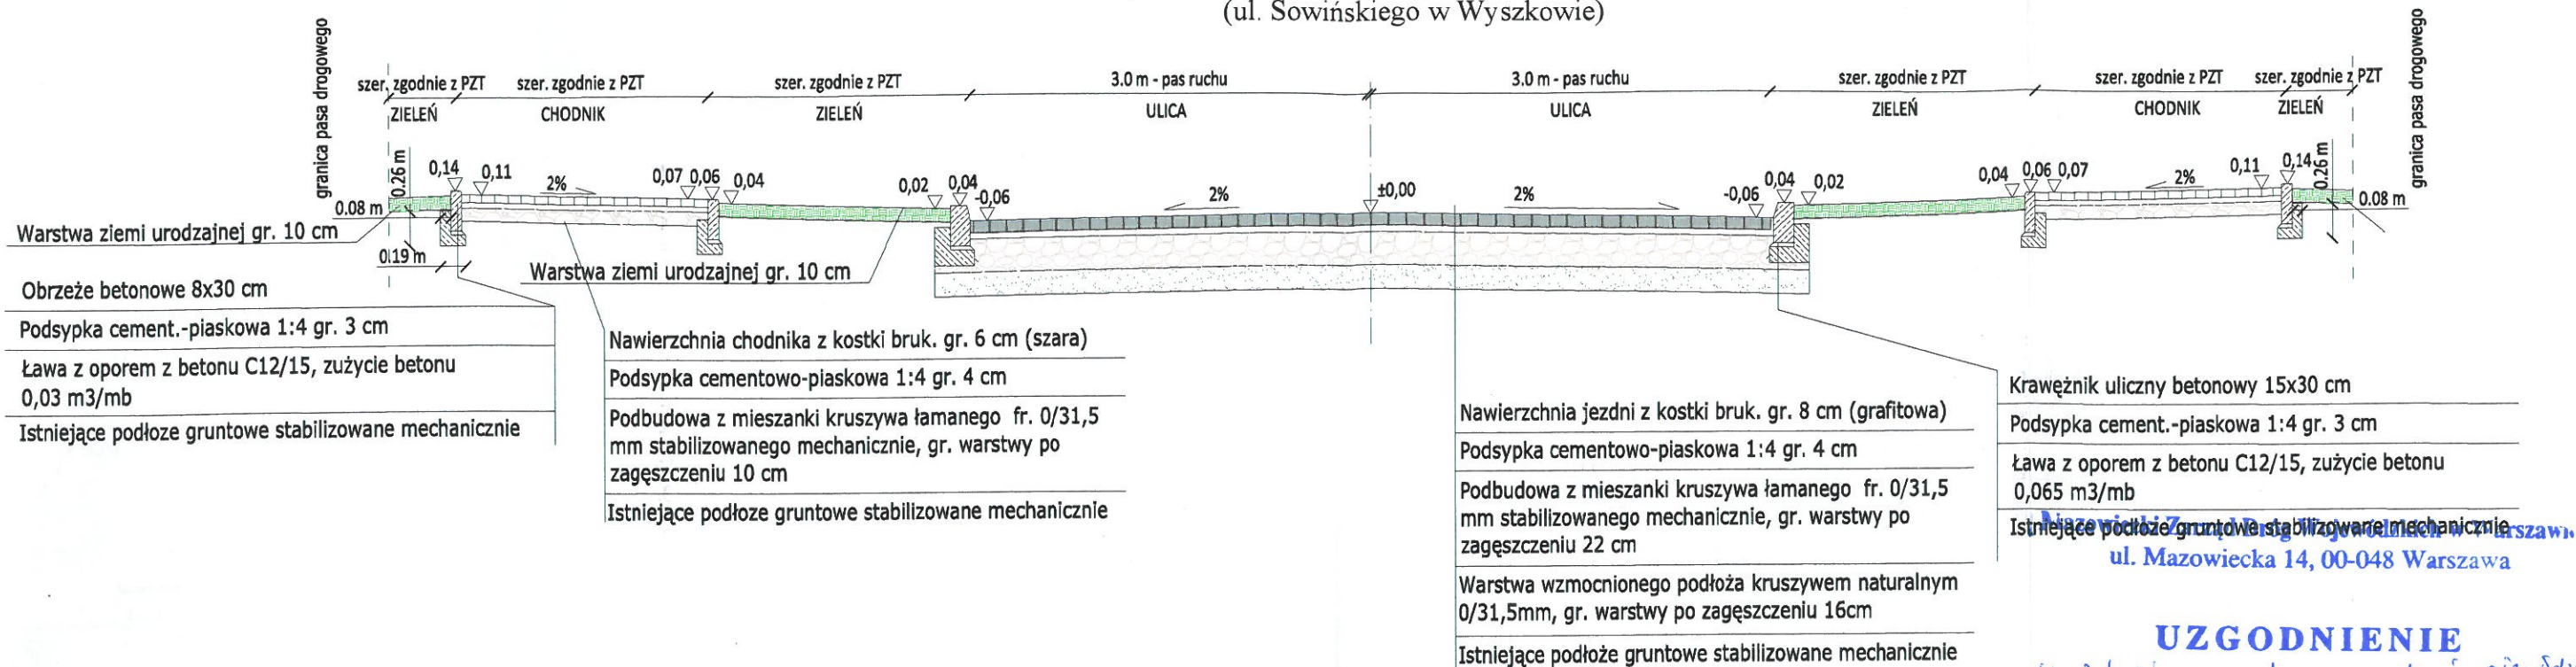 (ul. Sowińskiego w Wyszkowie)
granica pasa drogowego
szer. zgodnie z PZT
szer. zgodnie z PZT
szer. zgodnie z PZT
3.0 m - pas ruchu
3.0 m - pas ruchu
szer. zgodnie z PZT
szer. zgodnie z PZT
szer. zgodnie z PZT
granica pasa drogowego
ZIELEŃ
CHODNIK
ZIELEŃ
ULICA
ULICA
ZIELEŃ
CHODNIK
ZIELEŃ
0.26 m
0,14
0,11
2%
0,07
0,06
0,04
0,02
0,04
-0,06
2%
±0,00
2%
-0,06
0,04
0,02
0,04
0,06
0,07
2%
0,11
0,14
0.26 m
0.08 m
0.08 m
0.19 m
Warstwa ziemi urodzajnej gr. 10 cm
Warstwa ziemi urodzajnej gr. 10 cm
Obrzeże betonowe 8x30 cm
Podsypka cement.-piaskowa 1:4 gr. 3 cm
Ława z oporem z betonu C12/15, zużycie betonu
0,03 m3/mb
Istniejące podłoze gruntowe stabilizowane mechanicznie
Nawierzchnia chodnika z kostki bruk. gr. 6 cm (szara)
Podsypka cementowo-piaskowa 1:4 gr. 4 cm
Podbudowa z mieszanki kruszywa łamanego fr. 0/31,5
mm stabilizowanego mechanicznie, gr. warstwy po
zagęszczeniu 10 cm
Istniejące podłoze gruntowe stabilizowane mechanicznie
Nawierzchnia jezdni z kostki bruk. gr. 8 cm (grafitowa)
Podsypka cementowo-piaskowa 1:4 gr. 4 cm
Podbudowa z mieszanki kruszywa łamanego fr. 0/31,5
mm stabilizowanego mechanicznie, gr. warstwy po
zagęszczeniu 22 cm
Warstwa wzmocnionego podłoża kruszywem naturalnym
0/31,5mm, gr. warstwy po zagęszczeniu 16cm
Istniejące podłoże gruntowe stabilizowane mechanicznie
Krawężnik uliczny betonowy 15x30 cm
Podsypka cement.-piaskowa 1:4 gr. 3 cm
Ława z oporem z betonu C12/15, zużycie betonu
0,065 m3/mb
Istniejące podłoże gruntowe stabilizowane mechanicznie
ul. Mazowiecka 14, 00-048 Warszawa
UZGODNIENIE